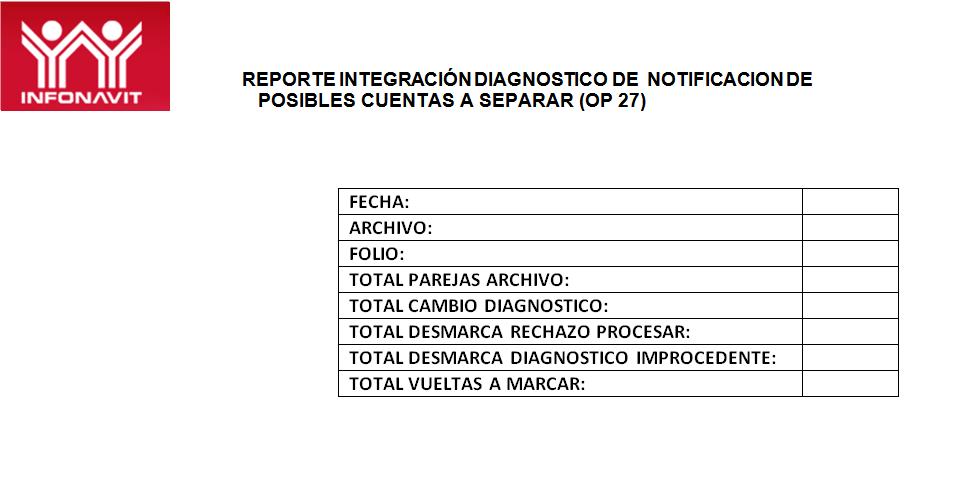 INFONAVIT
REPORTE INTEGRACIÓN DIAGNOSTICO DE NOTIFICACION DE
POSIBLES CUENTAS A SEPARAR (OP 27)
FECHA:
ARCHIVO:
FOLIO:
TOTAL PAREJAS ARCHIVO:
TOTAL CAMBIO DIAGNOSTICO:
TOTAL DESMARCA RECHAZO PROCESAR:
TOTAL DESMARCA DIAGNOSTICO IMPROCEDENTE:
TOTAL VUELTAS A MARCAR: